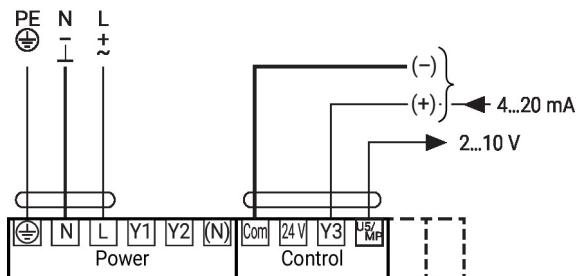 PE N L
– +
⊥ ~
(–)
(+) 4...20 mA
2...10 V
N L Y1 Y2 (N) Com 24 V Y3 U5/MP
Power Control